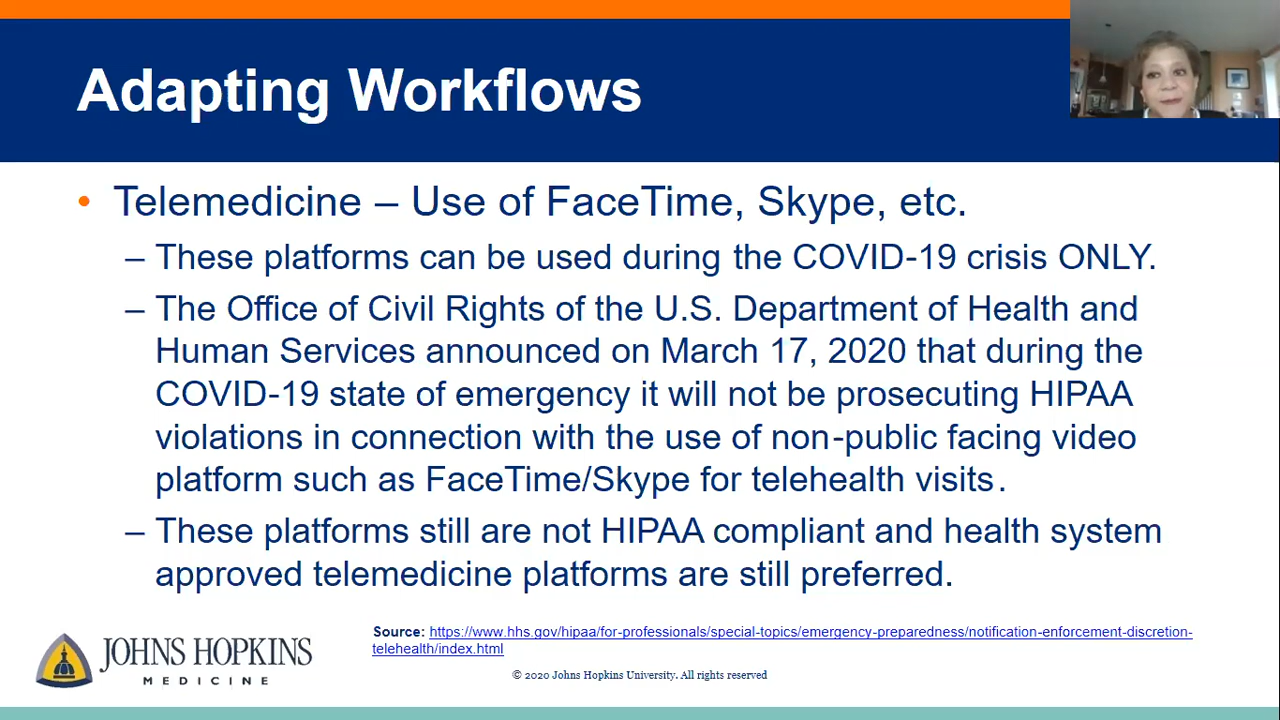 Adapting Workflows
• Telemedicine – Use of FaceTime, Skype, etc.
– These platforms can be used during the COVID-19 crisis ONLY.
– The Office of Civil Rights of the U.S. Department of Health and
Human Services announced on March 17, 2020 that during the
COVID-19 state of emergency it will not be prosecuting HIPAA
violations in connection with the use of non-public facing video
platform such as FaceTime/Skype for telehealth visits.
– These platforms still are not HIPAA compliant and health system
approved telemedicine platforms are still preferred.
Source: https://www.hhs.gov/hipaa/for-professionals/special-topics/emergency-preparedness/notification-enforcement-discretion-
telehealth/index.html
JOHNS HOPKINS
MEDICINE
© 2020 Johns Hopkins University. All rights reserved